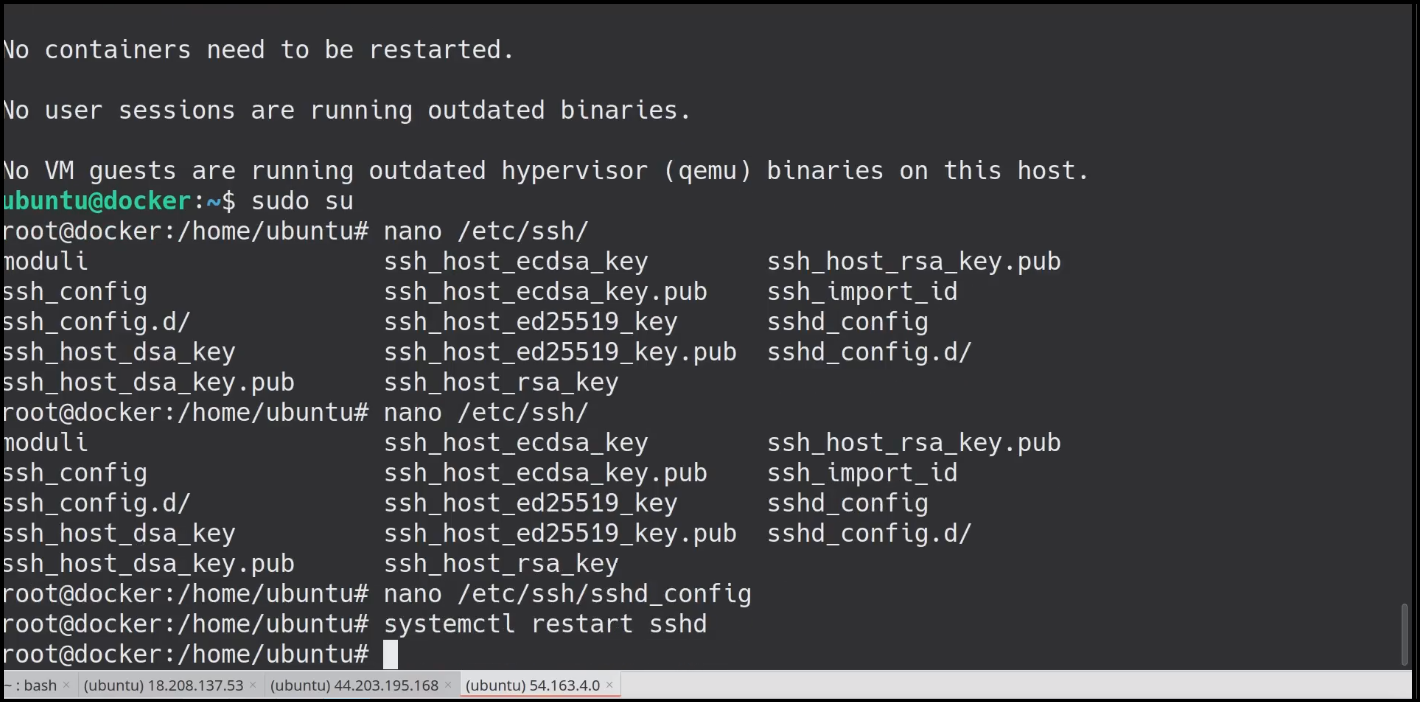 No containers need to be restarted.
No user sessions are running outdated binaries.
No VM guests are running outdated hypervisor (qemu) binaries on this host.
ubuntu@docker:~$ sudo su
root@docker:/home/ubuntu# nano /etc/ssh/
moduli ssh_host_ecdsa_key ssh_host_rsa_key.pub
ssh_config ssh_host_ecdsa_key.pub ssh_import_id
ssh_config.d/ ssh_host_ed25519_key sshd_config
ssh_host_dsa_key ssh_host_ed25519_key.pub sshd_config.d/
ssh_host_dsa_key.pub ssh_host_rsa_key
root@docker:/home/ubuntu# nano /etc/ssh/
moduli ssh_host_ecdsa_key ssh_host_rsa_key.pub
ssh_config ssh_host_ecdsa_key.pub ssh_import_id
ssh_config.d/ ssh_host_ed25519_key sshd_config
ssh_host_dsa_key ssh_host_ed25519_key.pub sshd_config.d/
ssh_host_dsa_key.pub ssh_host_rsa_key
root@docker:/home/ubuntu# nano /etc/ssh/sshd_config
root@docker:/home/ubuntu# systemctl restart sshd
root@docker:/home/ubuntu#
~ : bash × (ubuntu) 18.208.137.53 × (ubuntu) 44.203.195.168 × (ubuntu) 54.163.4.0 ×